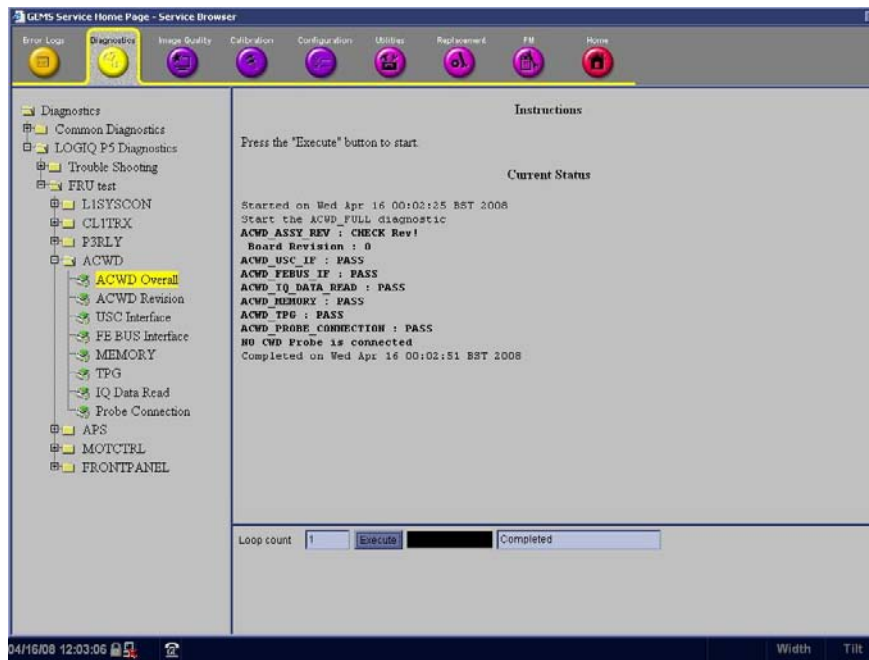 GEMS Service Home Page - Service Browser
Error Logs Diagnostics Image Quality Calibration Configuration Utilities Replacement PM Home
Diagnostics
Common Diagnostics
LOGIQ P5 Diagnostics
Trouble Shooting
FRU test
L1SYSCON
CL1TRX
P3RLY
ACWD
ACWD Overall
ACWD Revision
USC Interface
FE BUS Interface
MEMORY
TPG
IQ Data Read
Probe Connection
APS
MOTCTRL
FRONTPANEL
Instructions
Press the "Execute" button to start.
Current Status
Started on Wed Apr 16 00:02:25 BST 2008
Start the ACWD_FULL diagnostic
ACWD_ASSY_REV : CHECK Rev!
Board Revision : 0
ACWD_USC_IF : PASS
ACWD_FEBUS_IF : PASS
ACWD_IQ_DATA_READ : PASS
ACWD_MEMORY : PASS
ACWD_TPG : PASS
ACWD_PROBE_CONNECTION : PASS
NO CWD Probe is connected
Completed on Wed Apr 16 00:02:51 BST 2008
Loop count 1 Execute Completed
04/16/08 12:03:06 Width Tilt